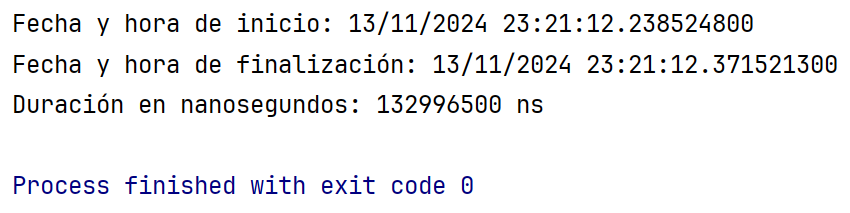 Fecha y hora de inicio: 13/11/2024 23:21:12.238524800
Fecha y hora de finalización: 13/11/2024 23:21:12.371521300
Duración en nanosegundos: 132996500 ns
Process finished with exit code 0